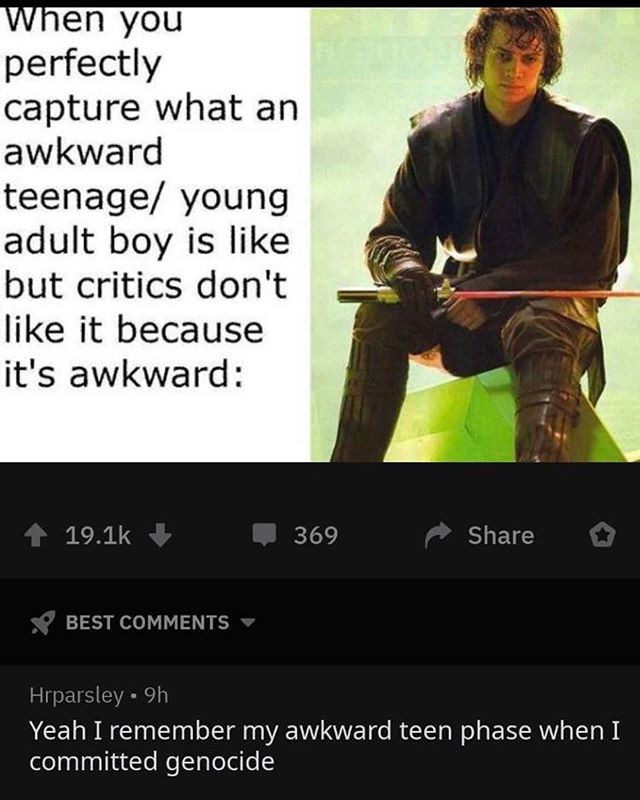 When you
perfectly
capture what an
awkward
teenage/ young
adult boy is like
but critics don't
like it because
it's awkward:
19.1k 369 Share
BEST COMMENTS
Hrparsley • 9h
Yeah I remember my awkward teen phase when I
committed genocide